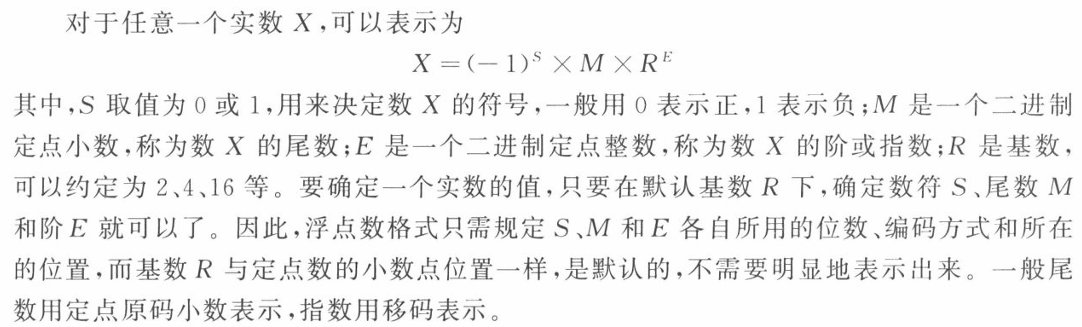 对于任意一个实数 X,可以表示为
X=(-1)^S×M×R^E
其中,S 取值为 0 或 1,用来决定数 X 的符号,一般用 0 表示正,1 表示负;M 是一个二进制
定点小数,称为数 X 的尾数;E 是一个二进制定点整数,称为数 X 的阶或指数;R 是基数,
可以约定为 2、4、16 等。要确定一个实数的值,只要在默认基数 R 下,确定数符 S、尾数 M
和阶 E 就可以了。因此,浮点数格式只需规定 S、M 和 E 各自所用的位数、编码方式和所在
的位置,而基数 R 与定点数的小数点位置一样,是默认的,不需要明显地表示出来。一般尾
数用定点原码小数表示,指数用移码表示。